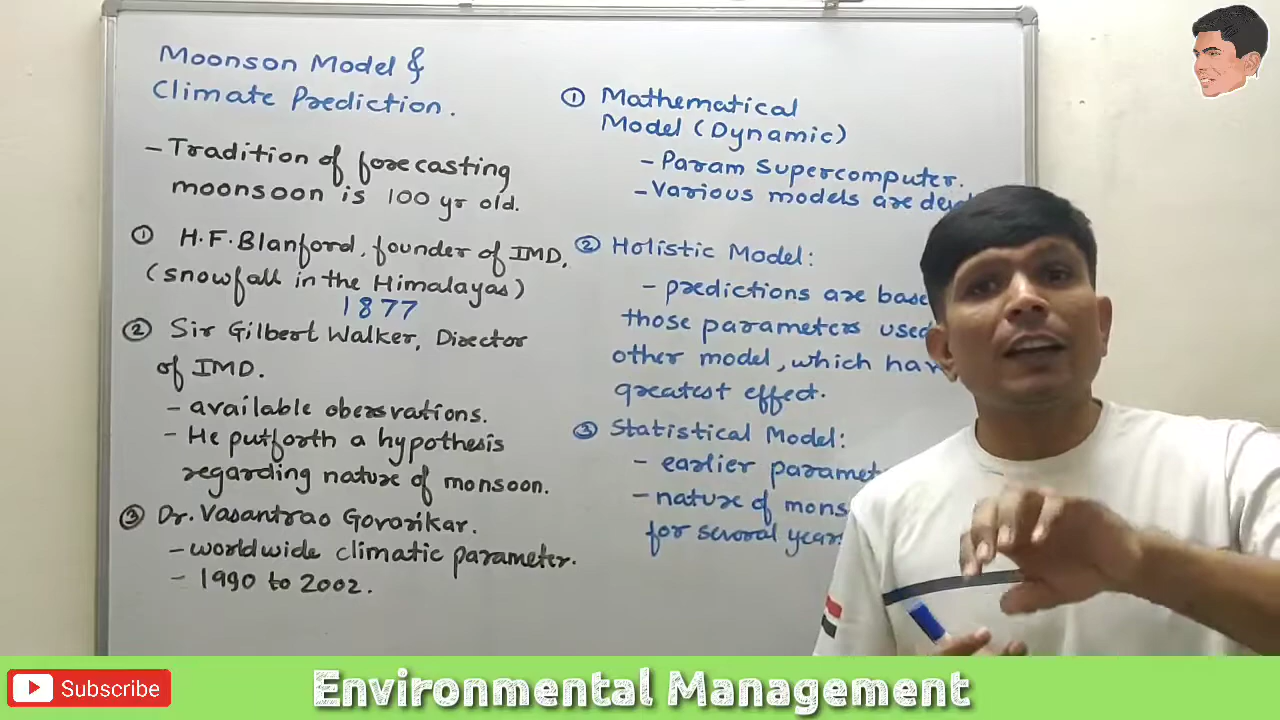 Moonson Model &
Climate Prediction.
- Tradition of forecasting
moonsoon is 100 yr old.
① H.F. Blanford, founder of IMD,
(snowfall in the Himalayas)
1877
② Sir Gilbert Walker, Director
of IMD.
- available obersvations.
- He putforth a hypothesis
regarding nature of monsoon.
③ Dr. Vasantrao Govarikar.
- worldwide climatic parameter.
- 1990 to 2002.
① Mathematical
Model (Dynamic)
- Param Supercomputer.
- Various models are
② Holistic Model:
- predictions are
those parameters
other model, which
greatest effect.
③ Statistical Model:
- earlier
- nature of
for several
Subscribe
Environmental Management